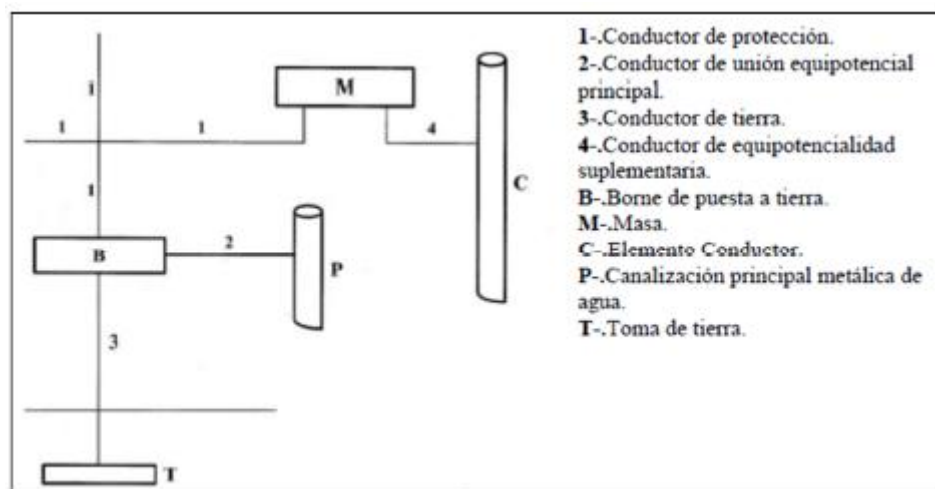 1
1
1
M
4
1
C
B
2
P
3
T
1-.Conductor de protección.
2-.Conductor de unión equipotencial
principal.
3-.Conductor de tierra.
4-.Conductor de equipotencialidad
suplementaria.
B-.Borne de puesta a tierra.
M-.Masa.
C-.Elemento Conductor.
P-.Canalización principal metálica de
agua.
T-.Toma de tierra.